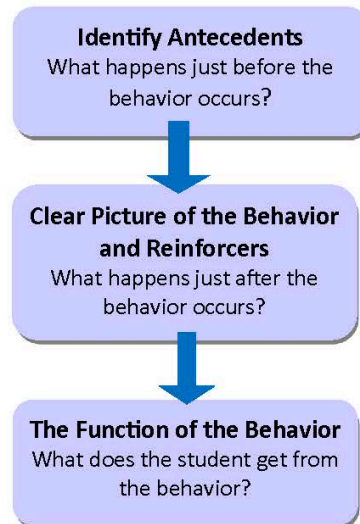 Identify Antecedents
What happens just before the
behavior occurs?
Clear Picture of the Behavior
and Reinforcers
What happens just after the
behavior occurs?
The Function of the Behavior
What does the student get from
the behavior?